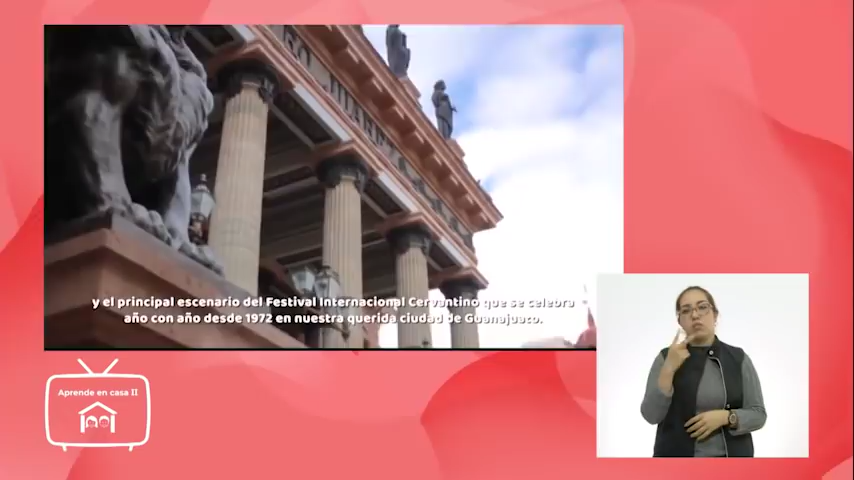 JUAREZ
y el principal escenario del Festival Internacional Cervantino que se celebra
año con año desde 1972 en nuestra querida ciudad de Guanajuato.
Aprende en casa II